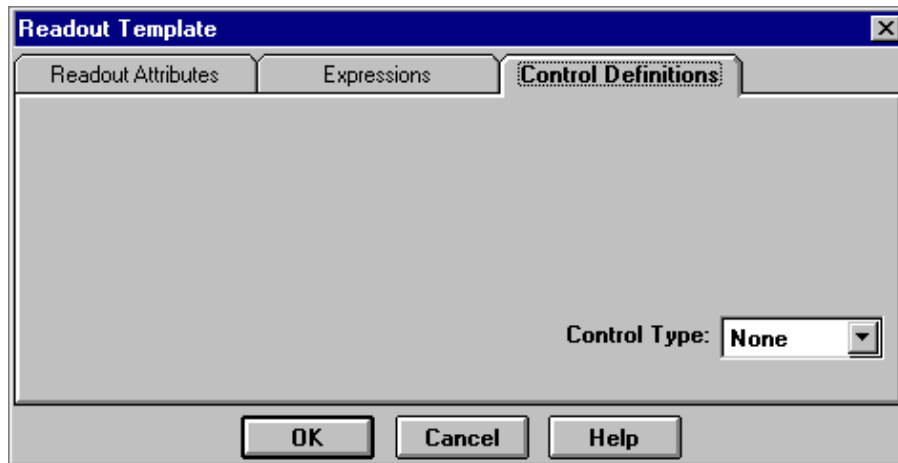 Readout Template
Readout Attributes Expressions Control Definitions
Control Type: None
OK Cancel Help